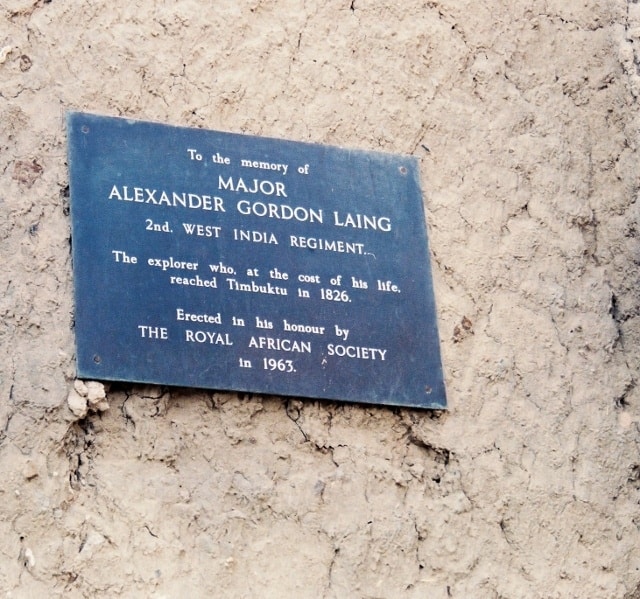 To the memory of
MAJOR
ALEXANDER GORDON LAING
2nd. WEST INDIA REGIMENT.
The explorer who, at the cost of his life,
reached Timbuktu in 1826.
Erected in his honour by
THE ROYAL AFRICAN SOCIETY
in 1963.